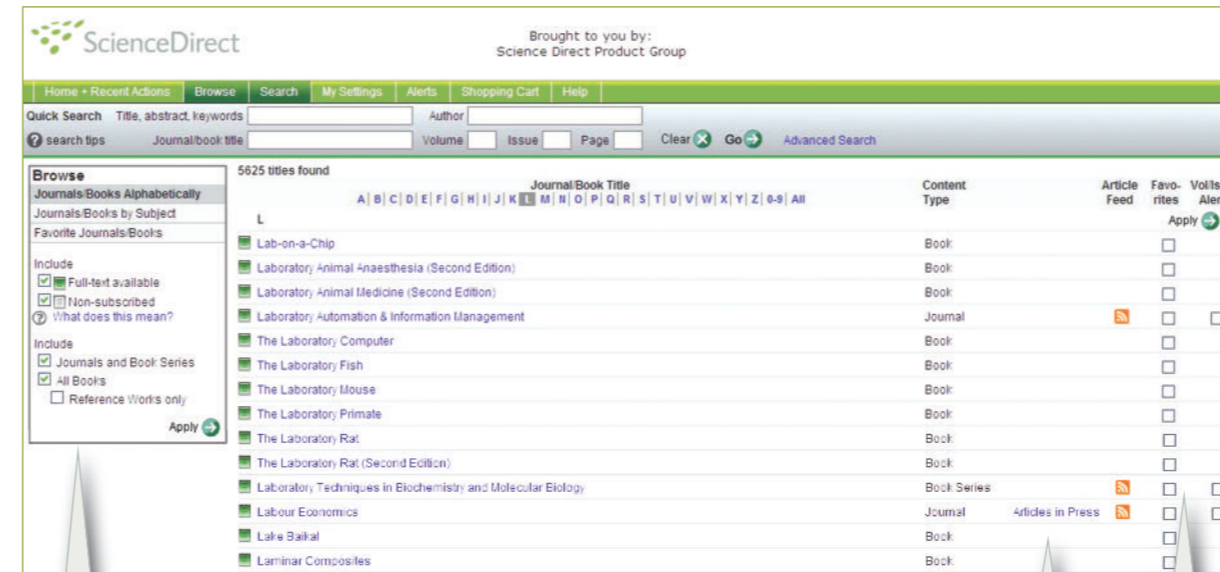 ScienceDirect
Brought to you by:
Science Direct Product Group
Home + Recent Actions Browse Search My Settings Alerts Shopping Cart Help
Quick Search Title, abstract, keywords Author
search tips Journal/book title Volume Issue Page Clear Go Advanced Search
Browse
Journals/Books Alphabetically
Journals/Books by Subject
Favorite Journals/Books
Include
Full-text available
Non-subscribed
What does this mean?
Include
Journals and Book Series
All Books
Reference Works only
Apply
5625 titles found
Journal/Book Title Content Type Article Feed Favo-rites Vol/Is Aler
A | B | C | D | E | F | G | H | I | J | K | L | M | N | O | P | Q | R | S | T | U | V | W | X | Y | Z | 0-9 | All
L Apply
Lab-on-a-Chip Book
Laboratory Animal Anaesthesia (Second Edition) Book
Laboratory Animal Medicine (Second Edition) Book
Laboratory Automation & Information Management Journal
The Laboratory Computer Book
The Laboratory Fish Book
The Laboratory Mouse Book
The Laboratory Primate Book
The Laboratory Rat Book
The Laboratory Rat (Second Edition) Book
Laboratory Techniques in Biochemistry and Molecular Biology Book Series
Labour Economics Journal Articles in Press
Lake Baikal Book
Laminar Composites Book